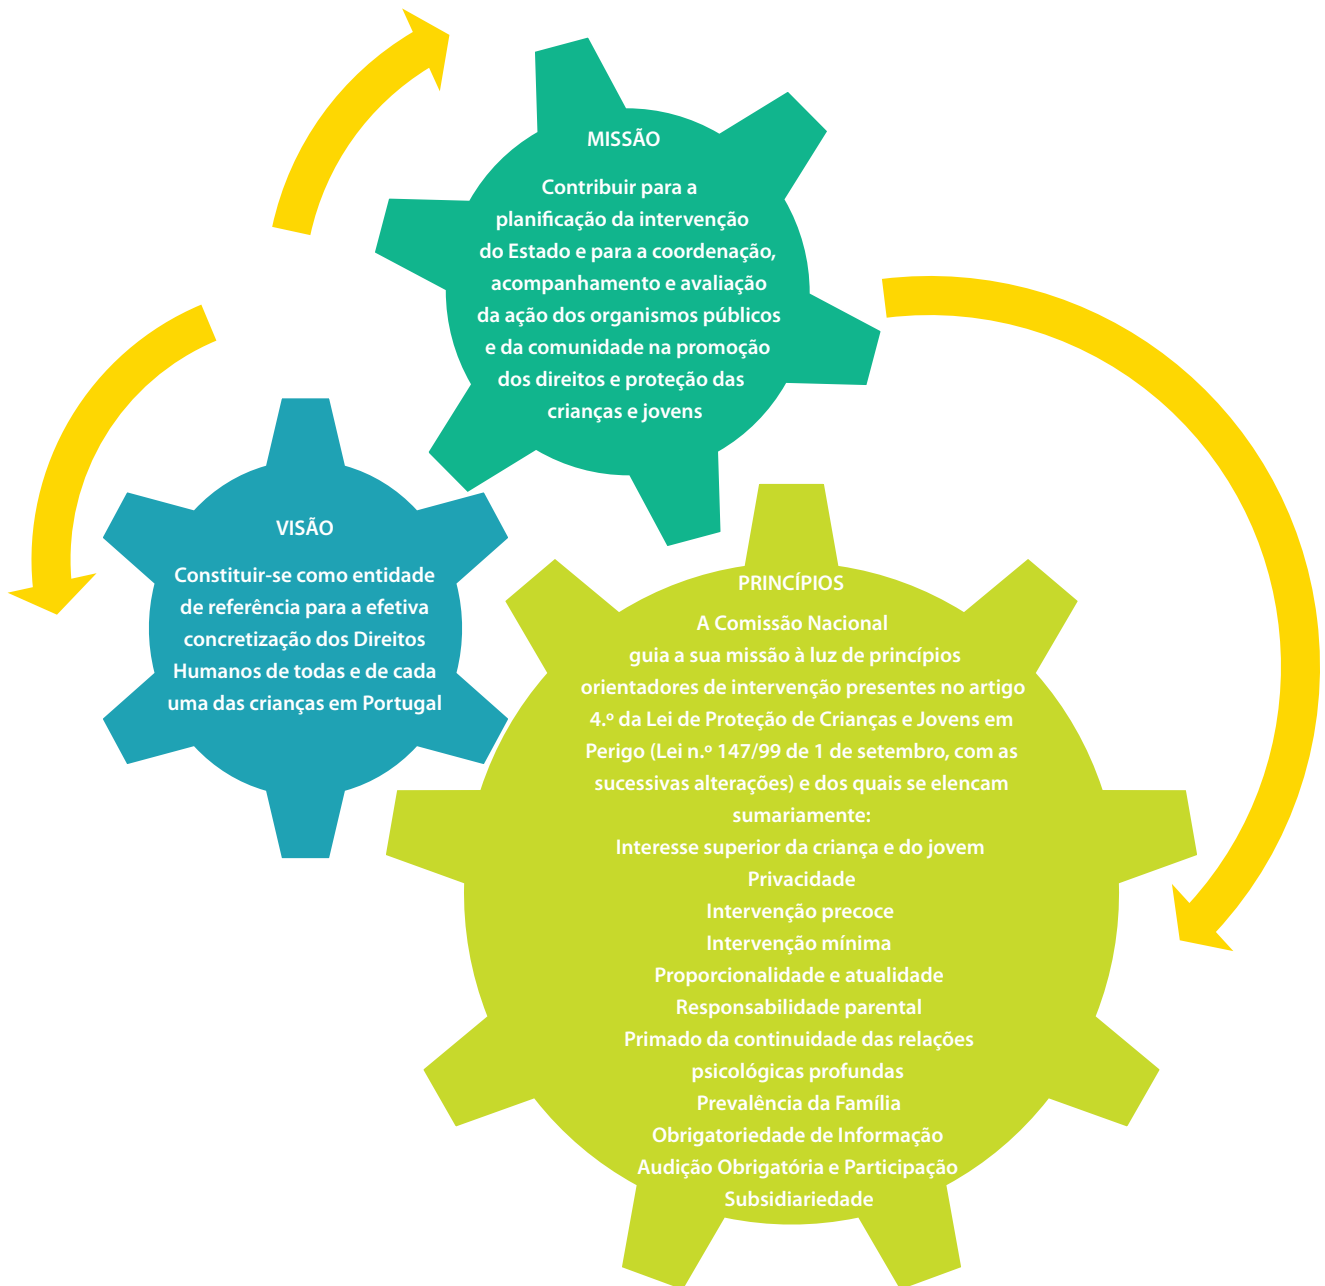 MISSÃO
Contribuir para a
planificação da intervenção
do Estado e para a coordenação,
acompanhamento e avaliação
da ação dos organismos públicos
e da comunidade na promoção
dos direitos e proteção das
crianças e jovens
VISÃO
Constituir-se como entidade
de referência para a efetiva
concretização dos Direitos
Humanos de todas e de cada
uma das crianças em Portugal
PRINCÍPIOS
A Comissão Nacional
guia a sua missão à luz de princípios
orientadores de intervenção presentes no artigo
4.º da Lei de Proteção de Crianças e Jovens em
Perigo (Lei n.º 147/99 de 1 de setembro, com as
sucessivas alterações) e dos quais se elencam
sumariamente:
Interesse superior da criança e do jovem
Privacidade
Intervenção precoce
Intervenção mínima
Proporcionalidade e atualidade
Responsabilidade parental
Primado da continuidade das relações
psicológicas profundas
Prevalência da Família
Obrigatoriedade de Informação
Audição Obrigatória e Participação
Subsidiariedade